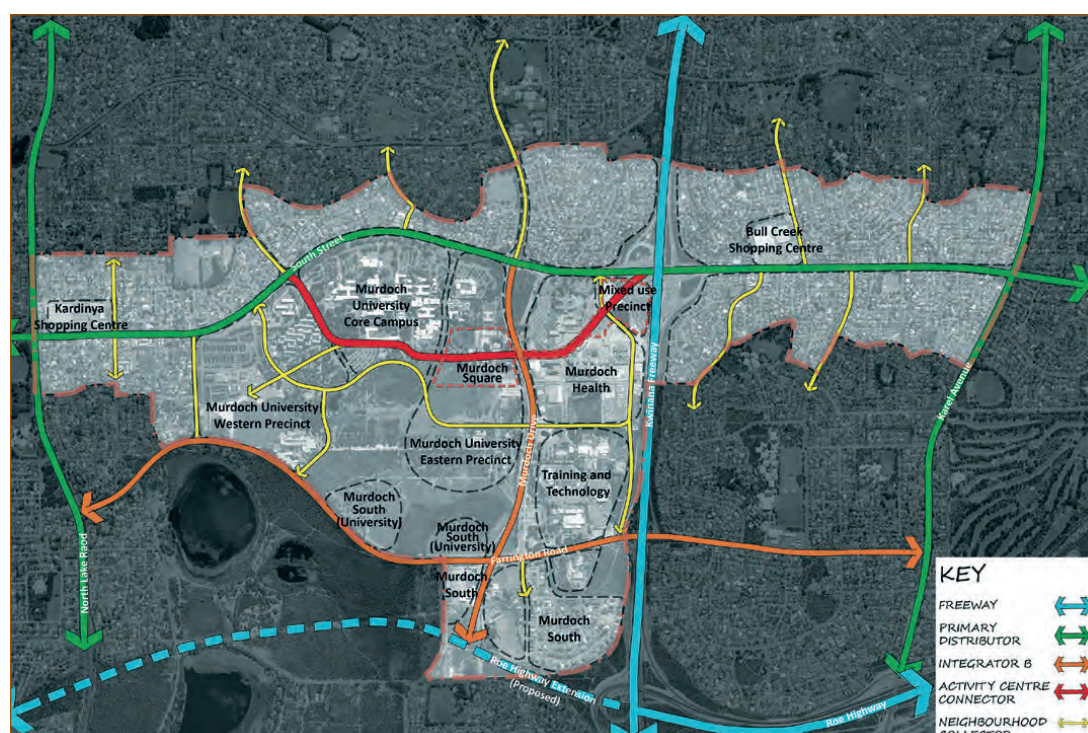 South Street
Bull Creek
Shopping Centre
Kardinya
Shopping Centre
Murdoch
University
Core Campus
Mixed use
Precinct
Murdoch
Square
Murdoch
Health
Kwinana Freeway
Karel Avenue
Murdoch University
Western Precinct
Murdoch University
Eastern Precinct
Murdoch Drive
Training and
Technology
Murdoch
South
(University)
Murdoch
South
(University)
Farrington Road
Murdoch
South
Murdoch
South
North Lake Raod
Roe Highway Extension
(Proposed)
Roe Highway
KEY
FREEWAY
PRIMARY
DISTRIBUTOR
INTEGRATOR B
ACTIVITY CENTRE
CONNECTOR
NEIGHBOURHOOD